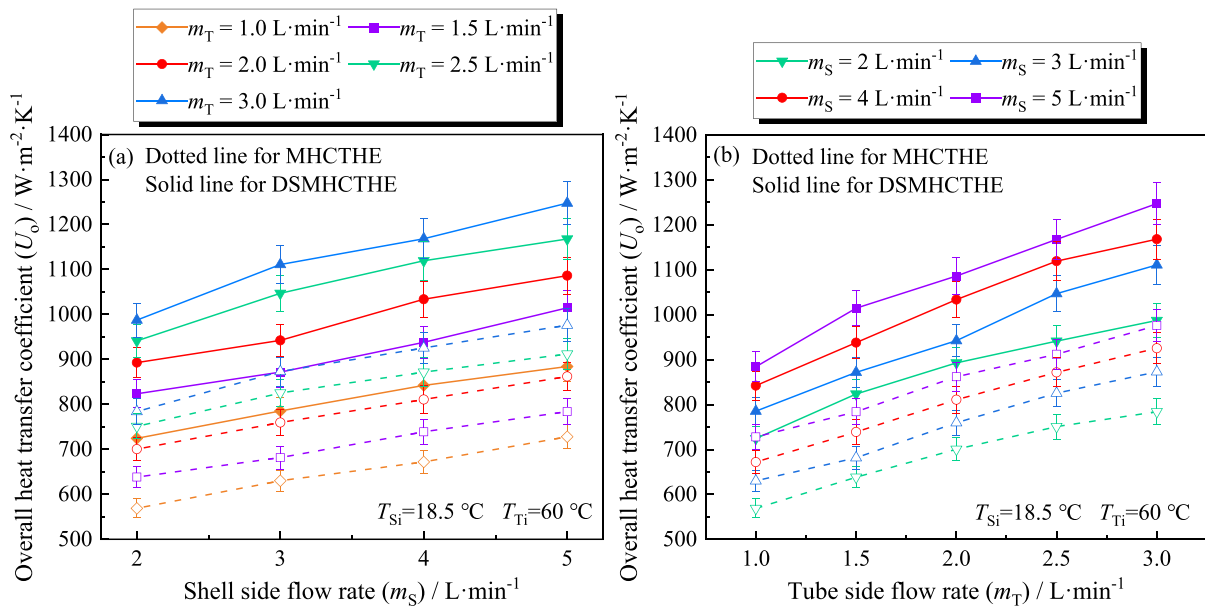 m_T = 1.0 L·min⁻¹ m_T = 1.5 L·min⁻¹
m_T = 2.0 L·min⁻¹ m_T = 2.5 L·min⁻¹
m_T = 3.0 L·min⁻¹
(a) Dotted line for MHCTHE
Solid line for DSMHCTHE
1400
1300
1200
1100
1000
900
800
700
600
500
T_Si=18.5 °C T_Ti=60 °C
2 3 4 5
Shell side flow rate (m_S) / L·min⁻¹
Overall heat transfer coefficient (U_o) / W·m⁻²·K⁻¹
m_S = 2 L·min⁻¹ m_S = 3 L·min⁻¹
m_S = 4 L·min⁻¹ m_S = 5 L·min⁻¹
(b) Dotted line for MHCTHE
Solid line for DSMHCTHE
1400
1300
1200
1100
1000
900
800
700
600
500
T_Si=18.5 °C T_Ti=60 °C
1.0 1.5 2.0 2.5 3.0
Tube side flow rate (m_T) / L·min⁻¹
Overall heat transfer coefficient (U_o) / W·m⁻²·K⁻¹